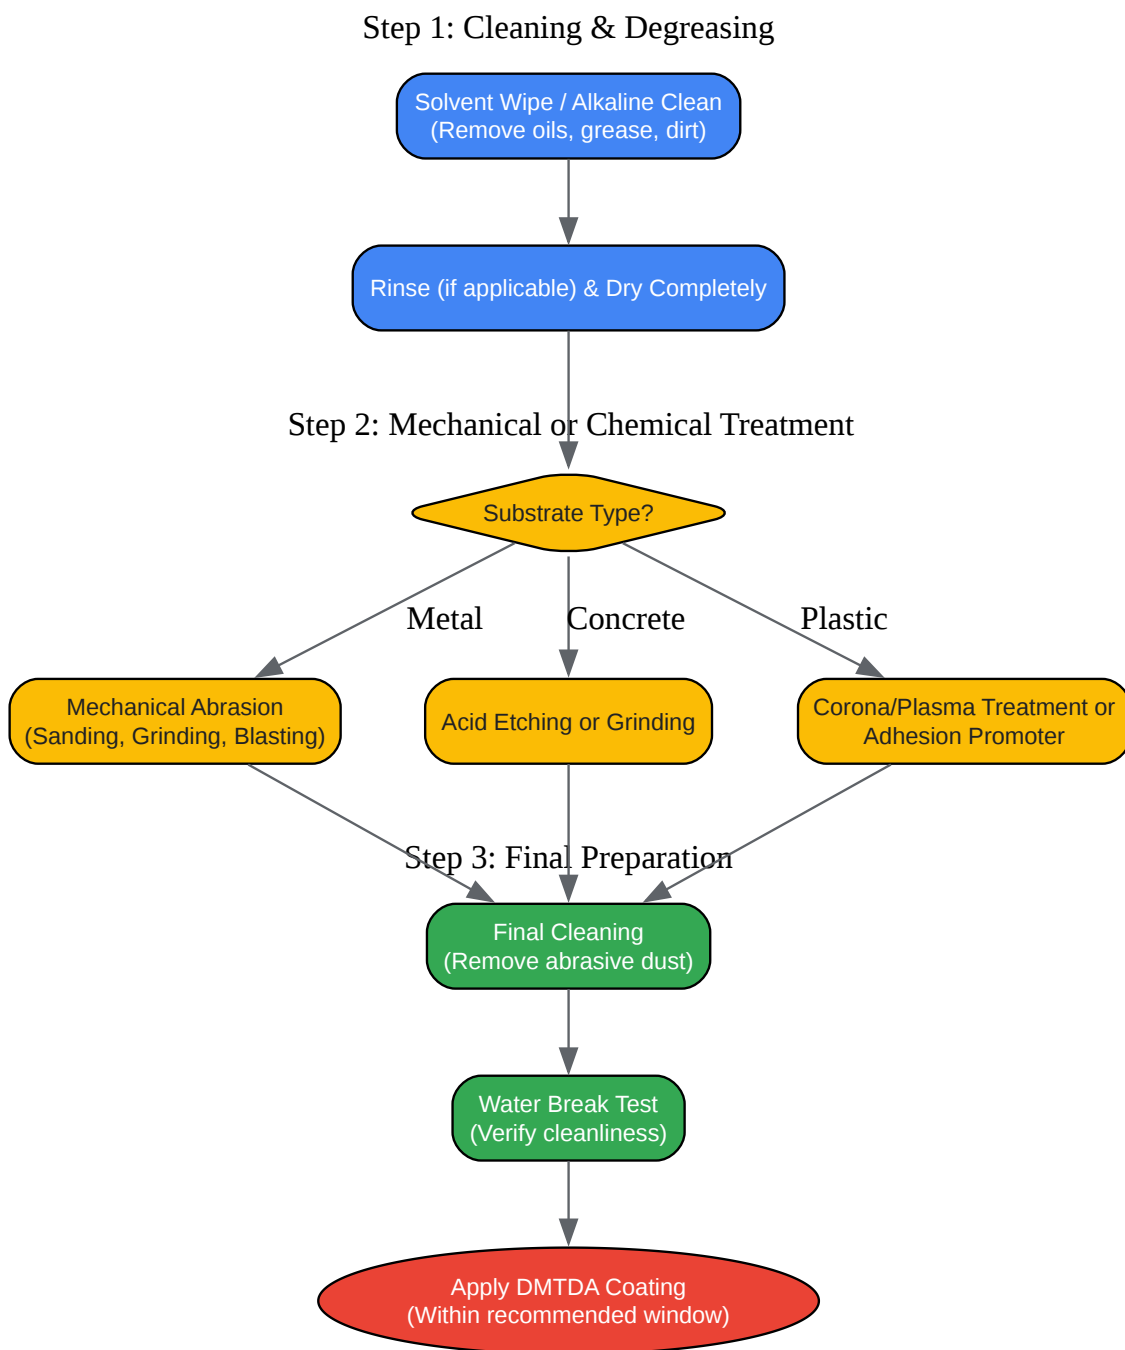 Step 1: Cleaning & Degreasing
Solvent Wipe / Alkaline Clean
(Remove oils, grease, dirt)
Rinse (if applicable) & Dry Completely
Step 2: Mechanical or Chemical Treatment
Substrate Type?
Metal
Concrete
Plastic
Mechanical Abrasion
(Sanding, Grinding, Blasting)
Acid Etching or Grinding
Corona/Plasma Treatment or
Adhesion Promoter
Step 3: Final Preparation
Final Cleaning
(Remove abrasive dust)
Water Break Test
(Verify cleanliness)
Apply DMTDA Coating
(Within recommended window)